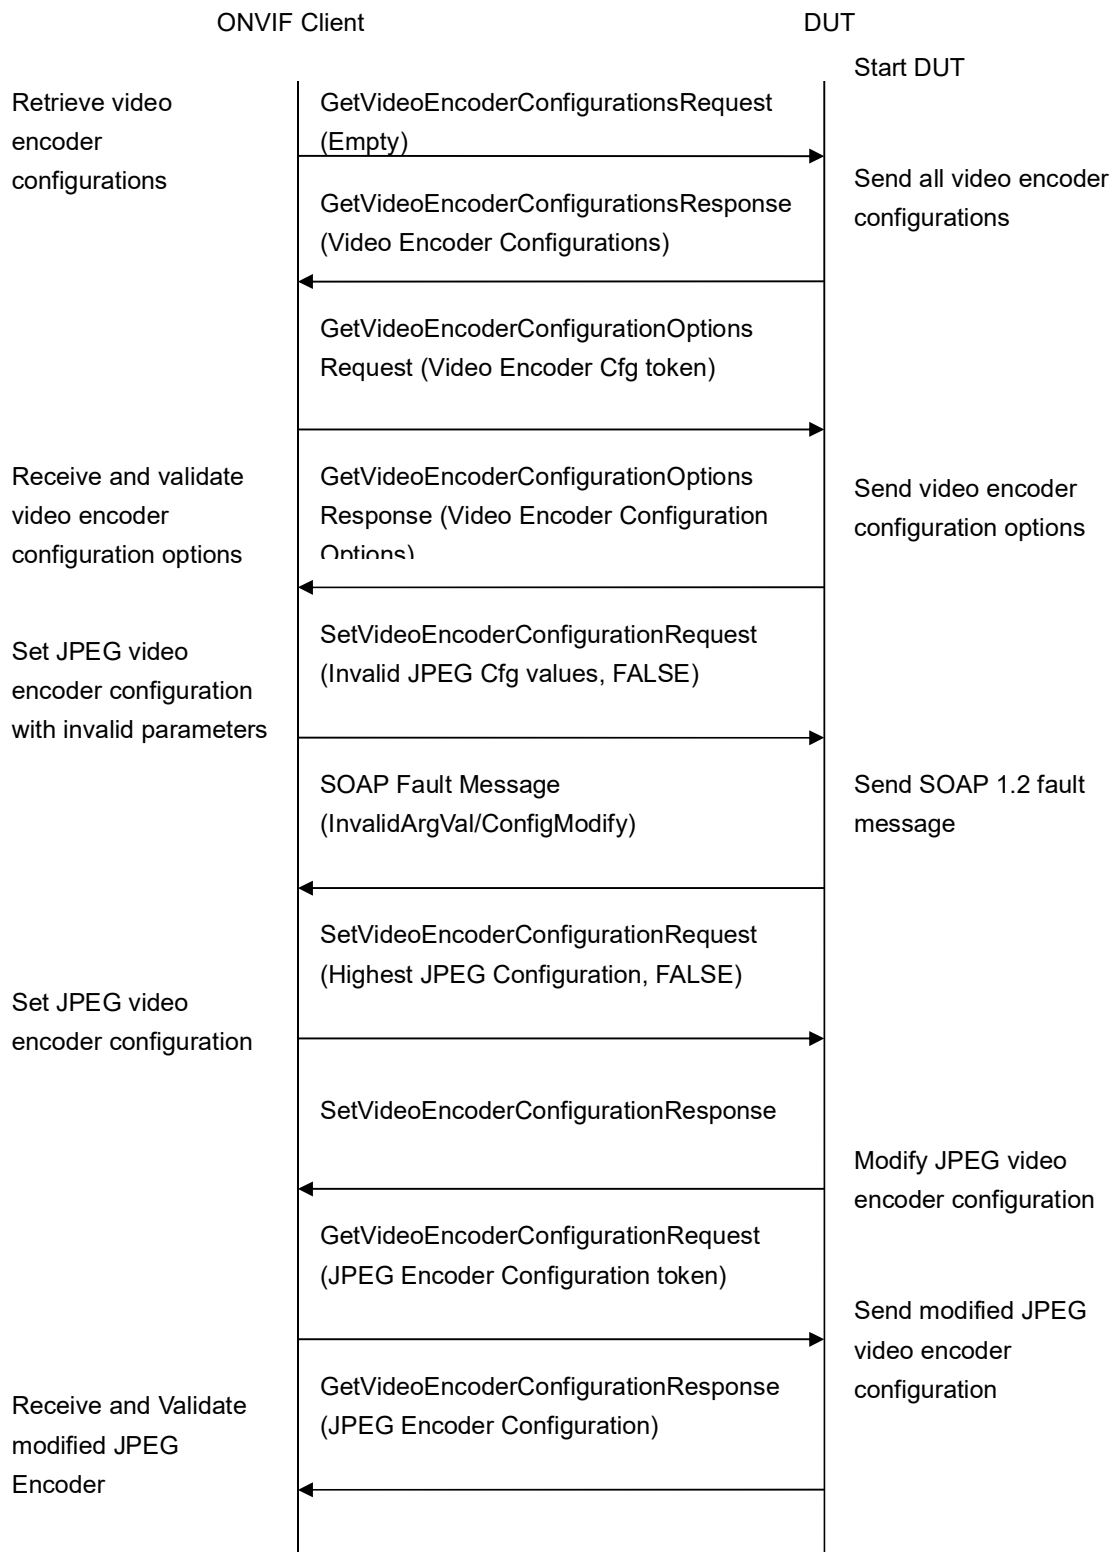 ONVIF Client
DUT
Start DUT
Retrieve video
encoder
configurations
GetVideoEncoderConfigurationsRequest
(Empty)
Send all video encoder
configurations
GetVideoEncoderConfigurationsResponse
(Video Encoder Configurations)
GetVideoEncoderConfigurationOptions
Request (Video Encoder Cfg token)
Receive and validate
video encoder
configuration options
GetVideoEncoderConfigurationOptions
Response (Video Encoder Configuration
Options)
Send video encoder
configuration options
Set JPEG video
encoder configuration
with invalid parameters
SetVideoEncoderConfigurationRequest
(Invalid JPEG Cfg values, FALSE)
SOAP Fault Message
(InvalidArgVal/ConfigModify)
Send SOAP 1.2 fault
message
SetVideoEncoderConfigurationRequest
(Highest JPEG Configuration, FALSE)
Set JPEG video
encoder configuration
SetVideoEncoderConfigurationResponse
Modify JPEG video
encoder configuration
GetVideoEncoderConfigurationRequest
(JPEG Encoder Configuration token)
Send modified JPEG
video encoder
configuration
GetVideoEncoderConfigurationResponse
(JPEG Encoder Configuration)
Receive and Validate
modified JPEG
Encoder